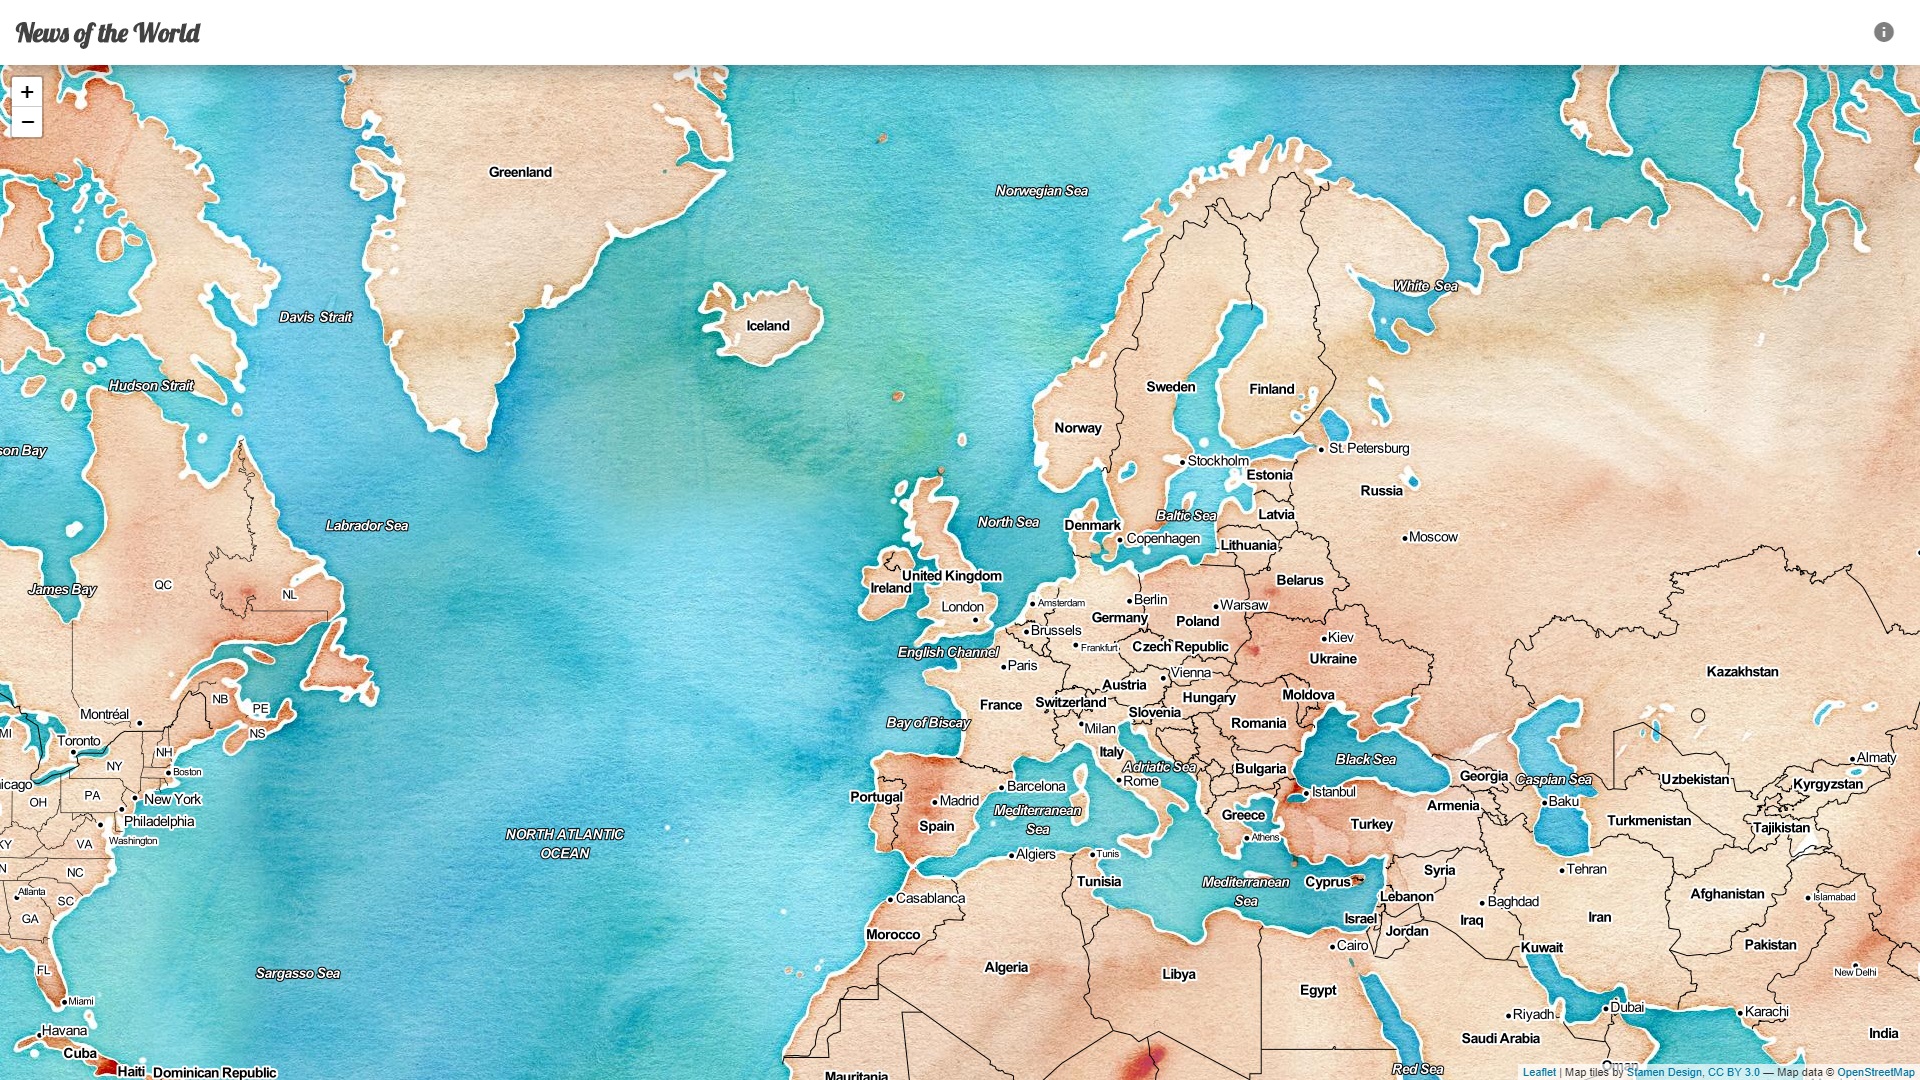 News of the World
+
−
Greenland
Norwegian Sea
White Sea
Davis Strait
Iceland
Hudson Strait
Sweden
Finland
Norway
son Bay
St. Petersburg
Stockholm
Estonia
Russia
Labrador Sea
North Sea
Denmark
Baltic Sea
Latvia
Copenhagen
Moscow
Lithuania
James Bay
QC
NL
United Kingdom
Ireland
London
Belarus
Amsterdam
Berlin
Warsaw
Germany
Poland
Brussels
Kiev
English Channel
Frankfurt
Czech Republic
Ukraine
Paris
Vienna
Kazakhstan
Austria
NB
PE
Switzerland
Hungary
Moldova
France
Slovenia
Montréal
Bay of Biscay
Romania
Milan
MI
NS
Toronto
NH
Italy
Black Sea
Almaty
NY
Boston
Adriatic Sea
Bulgaria
Georgia
Caspian Sea
Uzbekistan
Kyrgyzstan
icago
Rome
Barcelona
Istanbul
PA
New York
Portugal
Madrid
OH
Armenia
Baku
Mediterranean
Sea
Philadelphia
Spain
Greece
Turkey
Turkmenistan
Tajikistan
NORTH ATLANTIC
OCEAN
Washington
KY
VA
Athens
Algiers
Tunis
N
NC
Syria
Tehran
Tunisia
Mediterranean
Sea
Cyprus
Atlanta
SC
Casablanca
Lebanon
Baghdad
Afghanistan
Islamabad
GA
Israel
Iraq
Iran
Morocco
Jordan
Cairo
Kuwait
Pakistan
FL
Sargasso Sea
Algeria
Libya
New Delhi
Egypt
Miami
Riyadh
Dubai
Karachi
Havana
Saudi Arabia
India
Cuba
Haiti
Dominican Republic
Mauritania
Red Sea
Oman
Leaflet | Map tiles by Stamen Design, CC BY 3.0 — Map data © OpenStreetMap